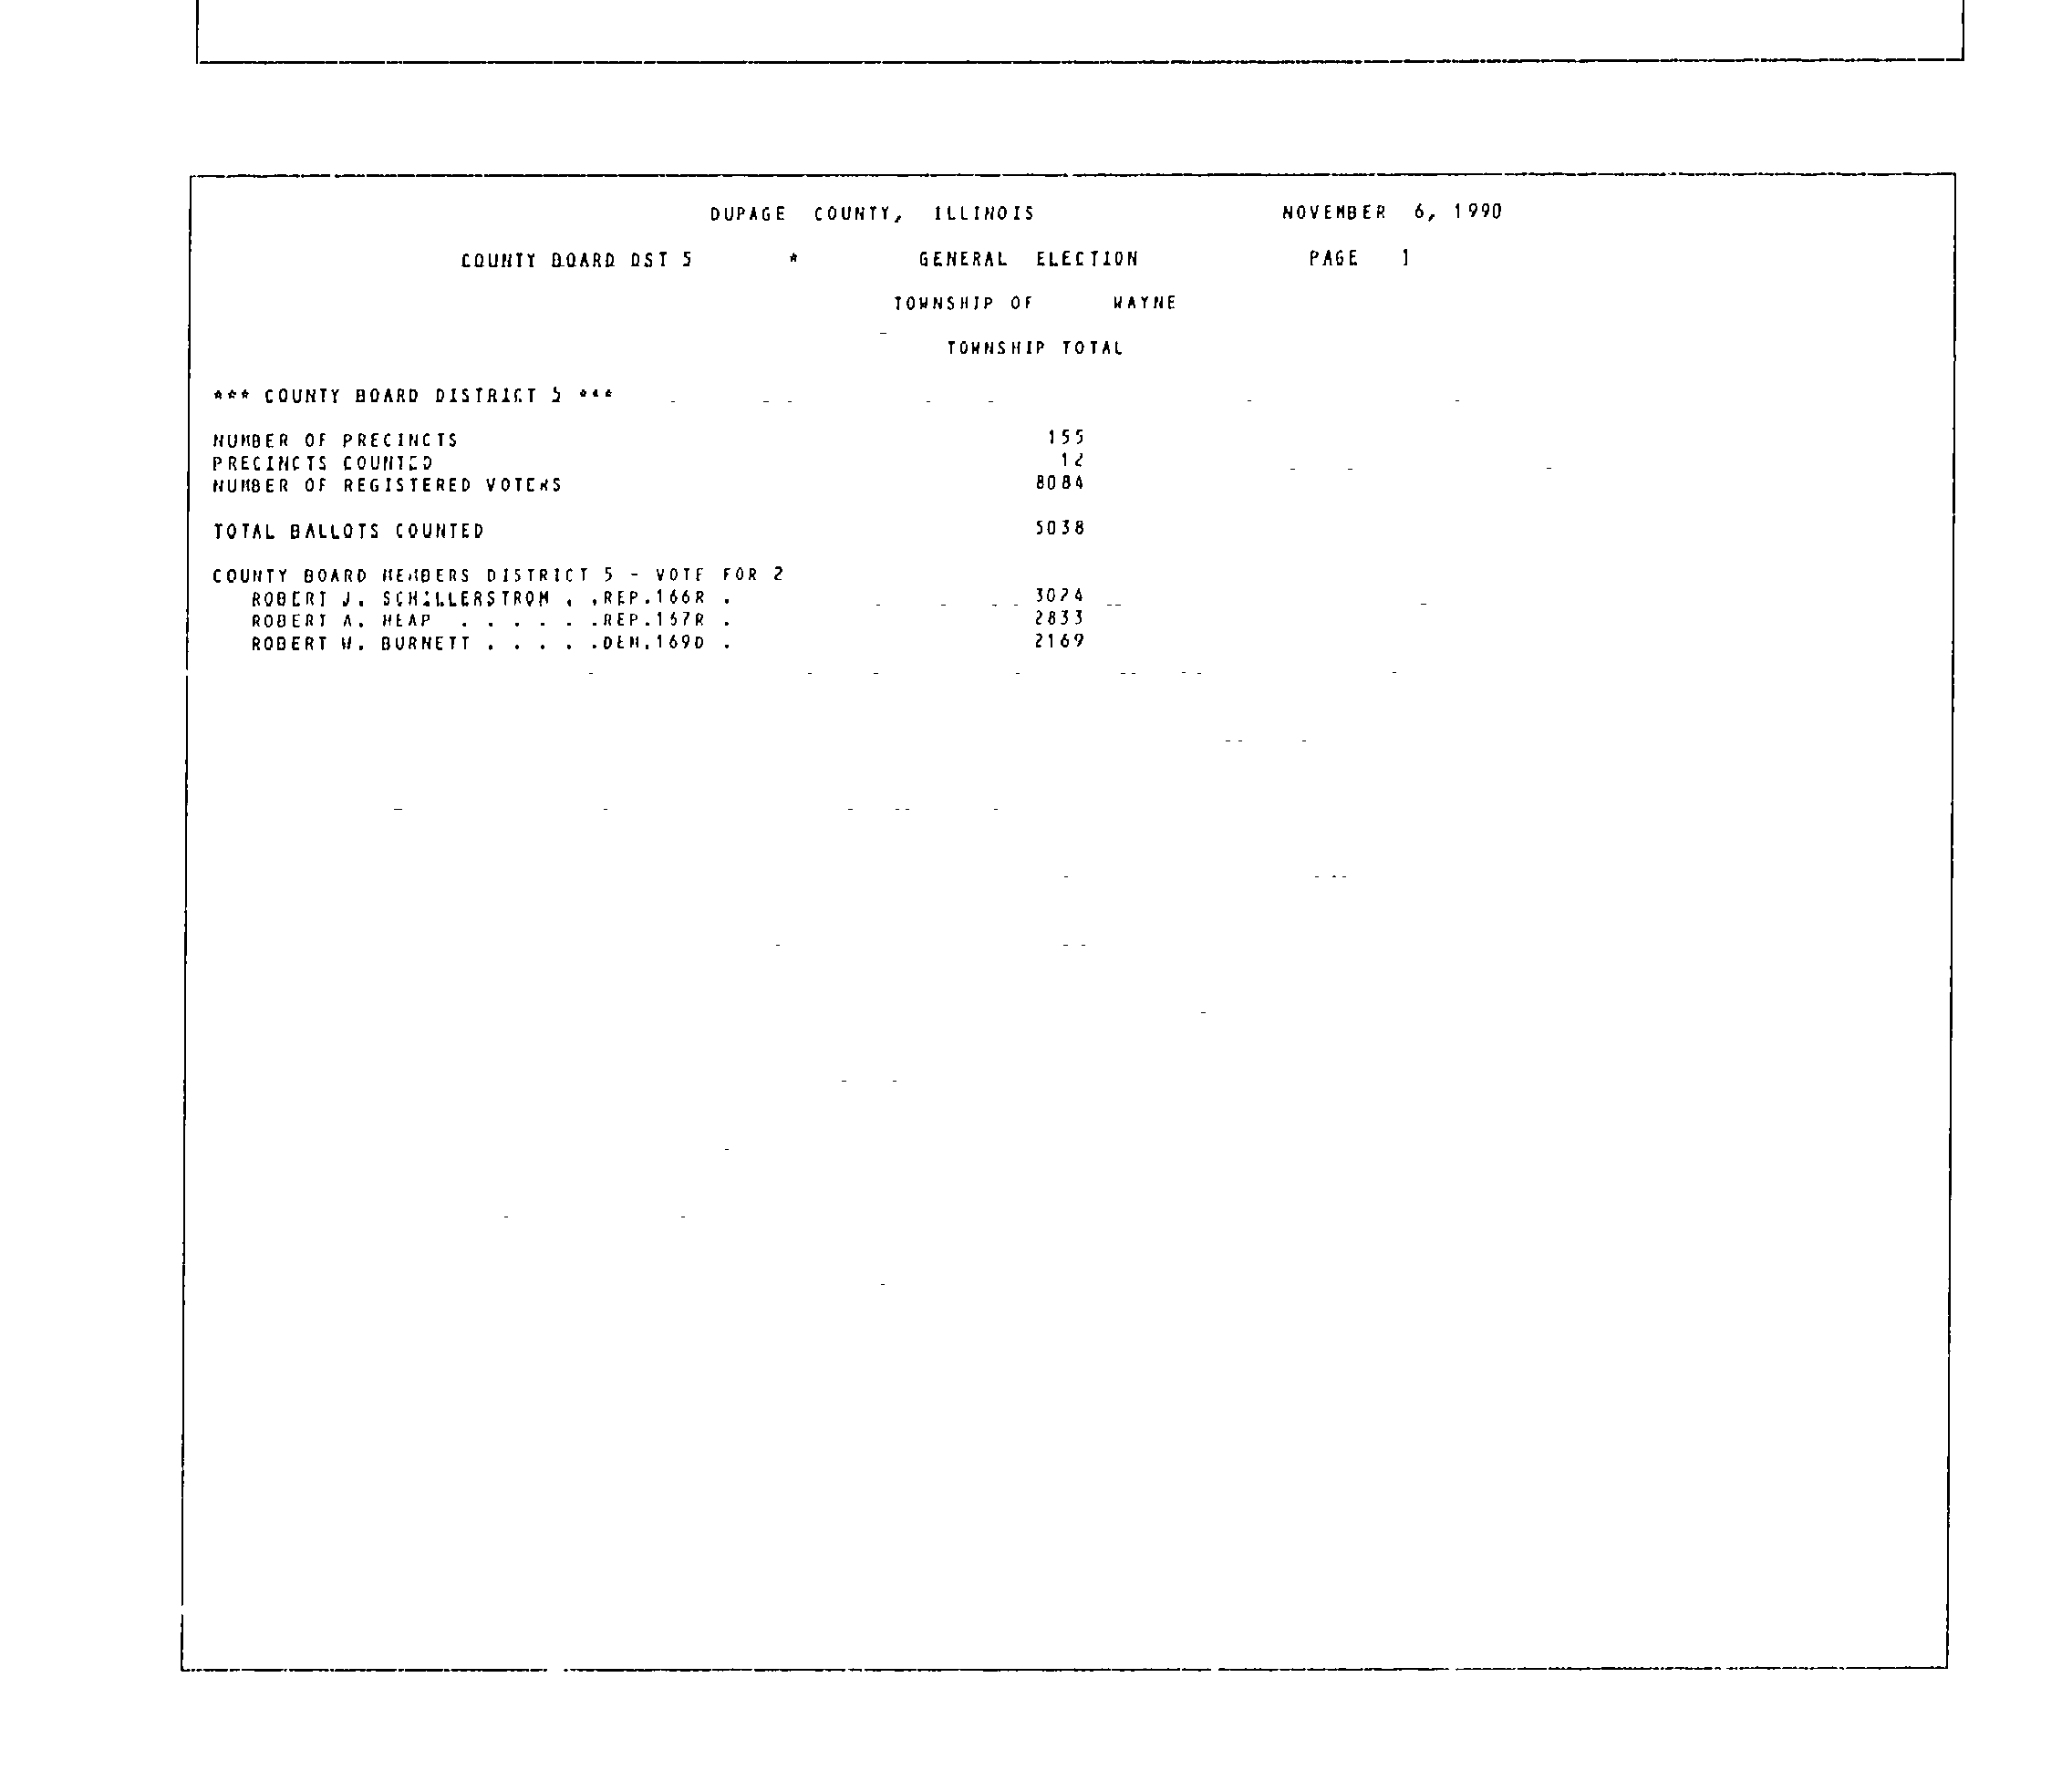 DUPAGE COUNTY, ILLINOIS NOVEMBER 6, 1990
COUNTY BOARD DST 5 * GENERAL ELECTION PAGE 1
TOWNSHIP OF WAYNE
TOWNSHIP TOTAL
*** COUNTY BOARD DISTRICT 5 ***
NUMBER OF PRECINCTS 155
PRECINCTS COUNTED 12
NUMBER OF REGISTERED VOTERS 8084
TOTAL BALLOTS COUNTED 5038
COUNTY BOARD MEMBERS DISTRICT 5 - VOTE FOR 2
ROBERT J. SCHILLERSTROM . .REP.166R . 3024
ROBERT A. HEAP . . . . . .REP.167R . 2833
ROBERT W. BURNETT . . . . .DEM.169D . 2169